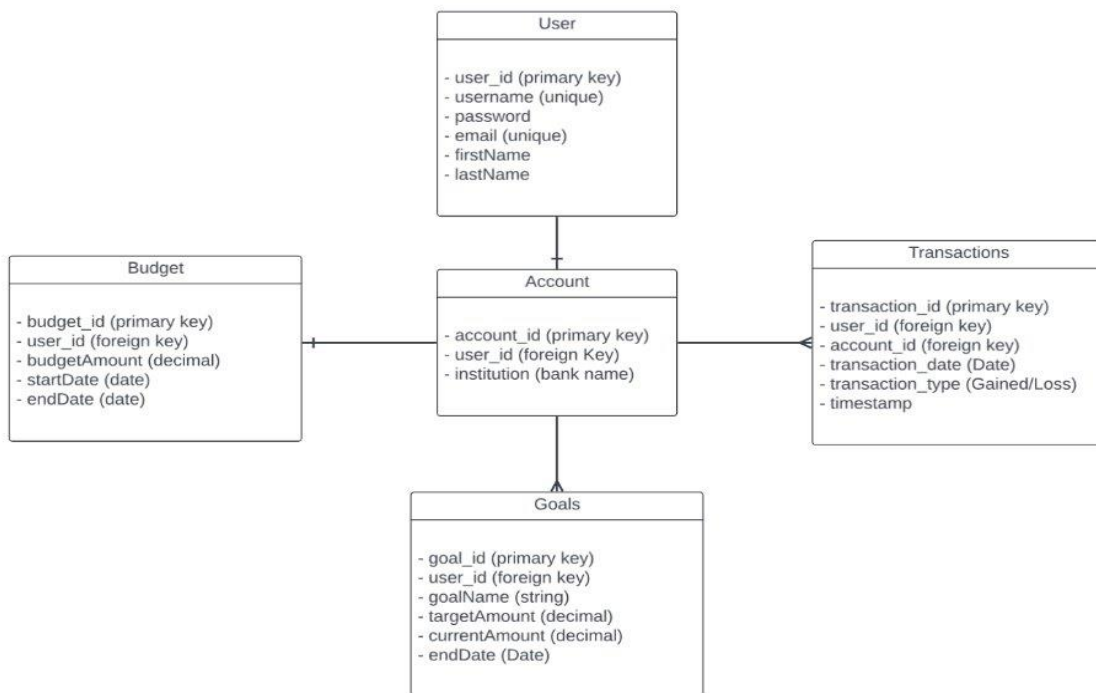 User
- user_id (primary key)
- username (unique)
- password
- email (unique)
- firstName
- lastName
Budget
- budget_id (primary key)
- user_id (foreign key)
- budgetAmount (decimal)
- startDate (date)
- endDate (date)
Account
- account_id (primary key)
- user_id (foreign Key)
- institution (bank name)
Transactions
- transaction_id (primary key)
- user_id (foreign key)
- account_id (foreign key)
- transaction_date (Date)
- transaction_type (Gained/Loss)
- timestamp
Goals
- goal_id (primary key)
- user_id (foreign key)
- goalName (string)
- targetAmount (decimal)
- currentAmount (decimal)
- endDate (Date)